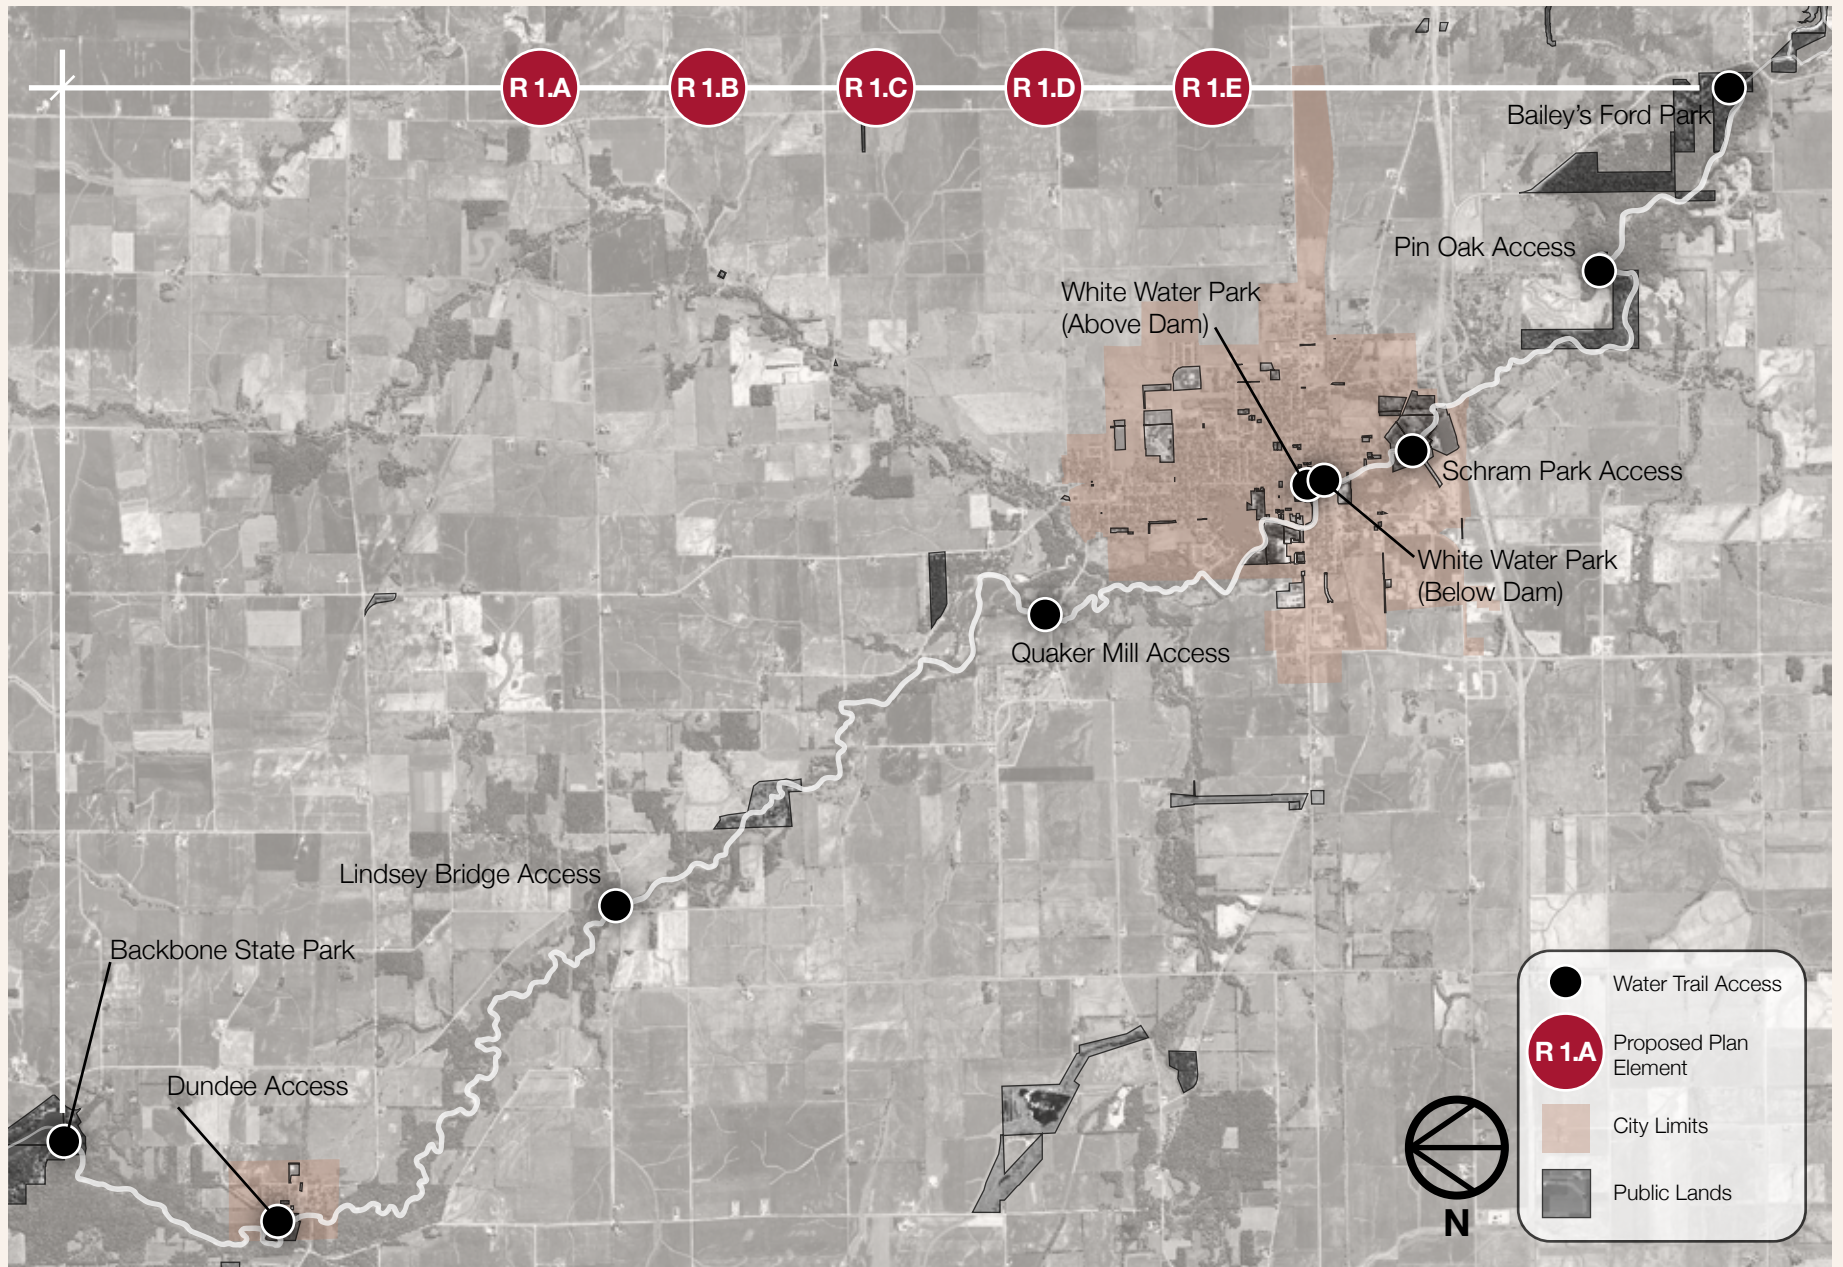 R 1.A
R 1.B
R 1.C
R 1.D
R 1.E
Bailey's Ford Park
Pin Oak Access
White Water Park
(Above Dam)
Schram Park Access
White Water Park
(Below Dam)
Quaker Mill Access
Lindsey Bridge Access
Backbone State Park
Dundee Access
Water Trail Access
R 1.A
Proposed Plan
Element
City Limits
Public Lands
N